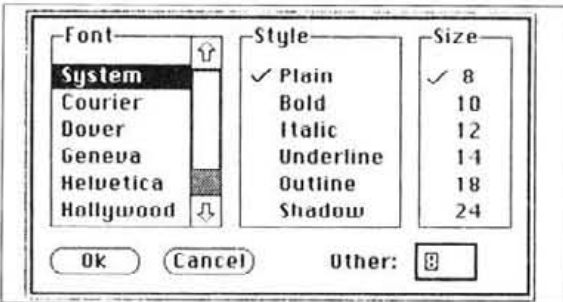 Font
System
Courier
Dover
Geneva
Helvetica
Hollywood
Style
✓ Plain
Bold
Italic
Underline
Outline
Shadow
Size
✓ 8
10
12
14
18
24
Ok
Cancel
Other: 8